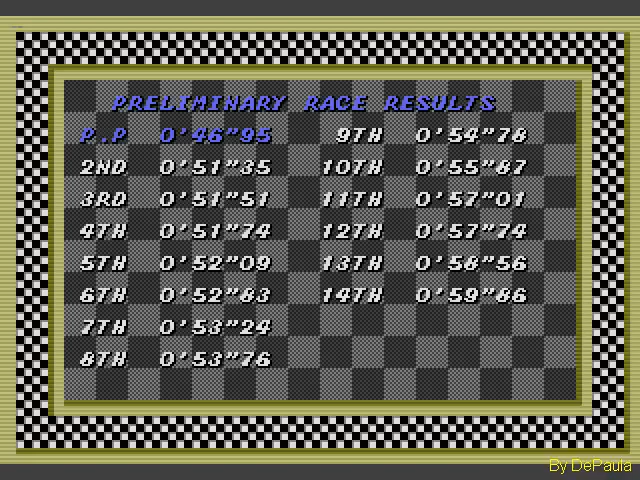 PRELIMINARY RACE RESULTS
P.P 0'46"95 9TH 0'54"78
2ND 0'51"35 10TH 0'55"87
3RD 0'51"51 11TH 0'57"01
4TH 0'51"74 12TH 0'57"74
5TH 0'52"09 13TH 0'58"56
6TH 0'52"83 14TH 0'59"86
7TH 0'53"24
8TH 0'53"76
By DePaula